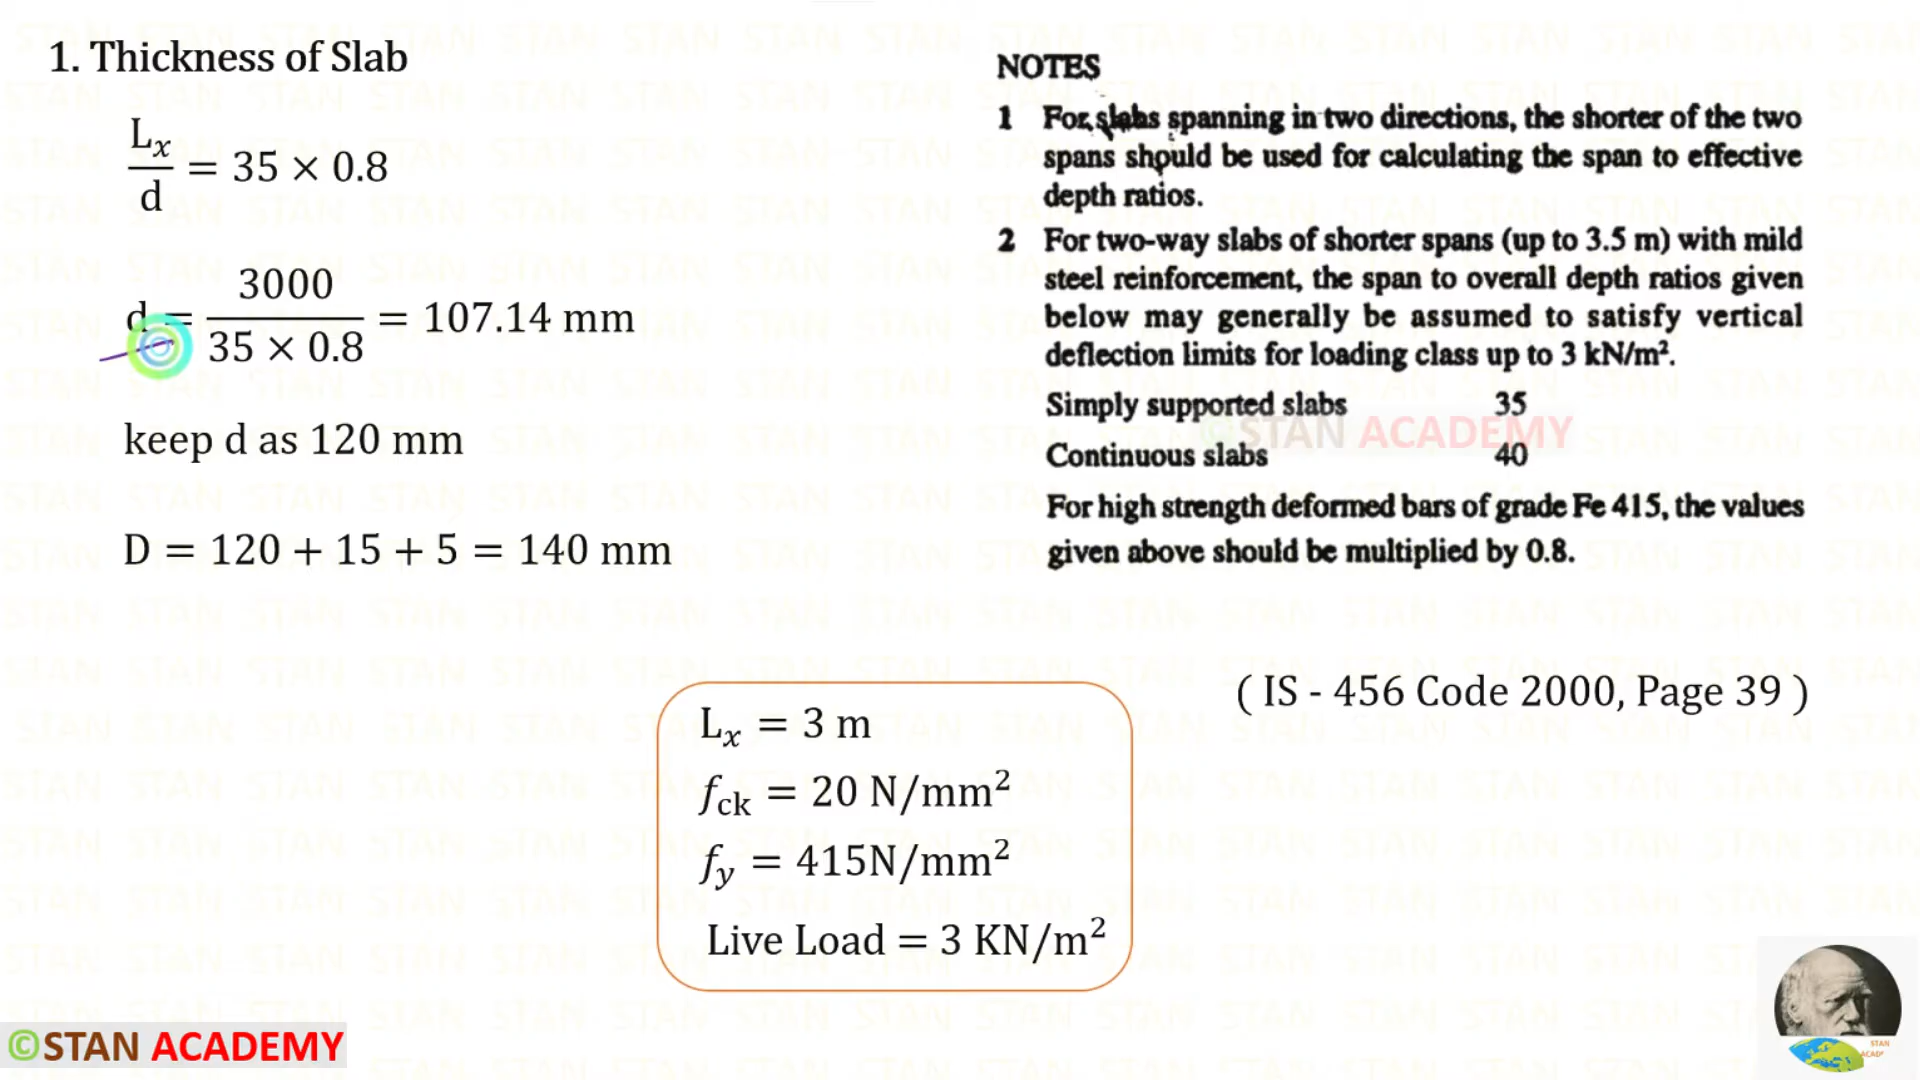 1. Thickness of Slab
Lx/d = 35 × 0.8
d = 3000/(35 × 0.8) = 107.14 mm
keep d as 120 mm
D = 120 + 15 + 5 = 140 mm
NOTES
1 For slabs spanning in two directions, the shorter of the two
spans should be used for calculating the span to effective
depth ratios.
2 For two-way slabs of shorter spans (up to 3.5 m) with mild
steel reinforcement, the span to overall depth ratios given
below may generally be assumed to satisfy vertical
deflection limits for loading class up to 3 kN/m².
Simply supported slabs 35
©STAN ACADEMY
Continuous slabs 40
For high strength deformed bars of grade Fe 415, the values
given above should be multiplied by 0.8.
( IS - 456 Code 2000, Page 39 )
Lx = 3 m
fck = 20 N/mm²
fy = 415N/mm²
Live Load = 3 KN/m²
©STAN ACADEMY
STAN